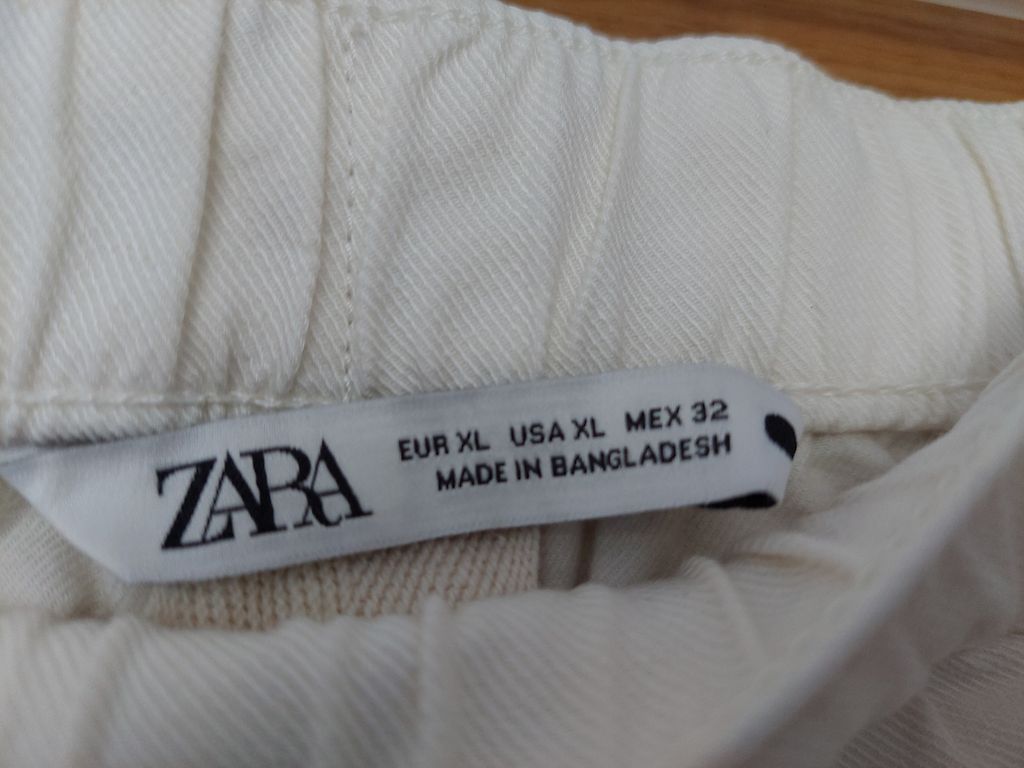 ZARA
EUR XL USA XL MEX 32
MADE IN BANGLADESH